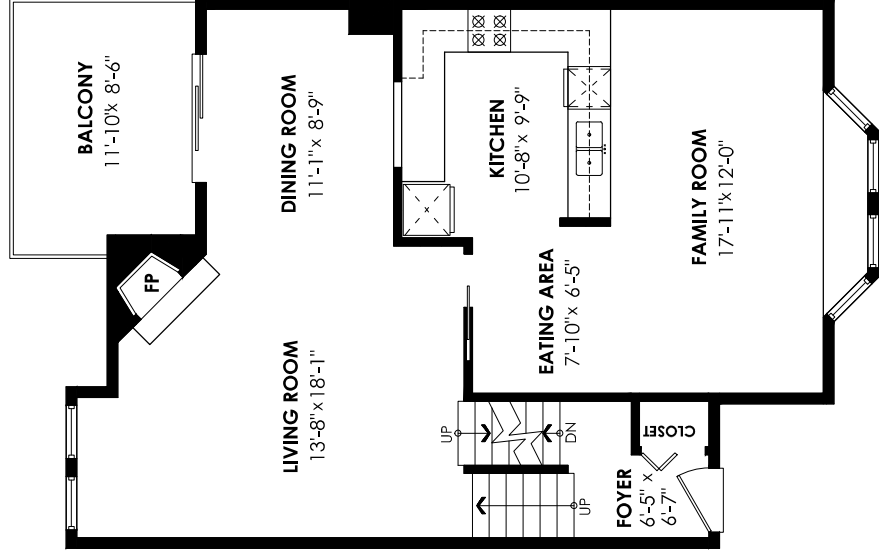 BALCONY
11'-10"x 8'-6"
DINING ROOM
11'-1" x 8'-9"
KITCHEN
10'-8" x 9'-9"
FAMILY ROOM
17'-11"x12'-0"
FP
EATING AREA
7'-10"x 6'-5"
LIVING ROOM
13'-8"x18'-1"
UP
DN
CLOSET
UP
FOYER
6'-5" x
6'-7"